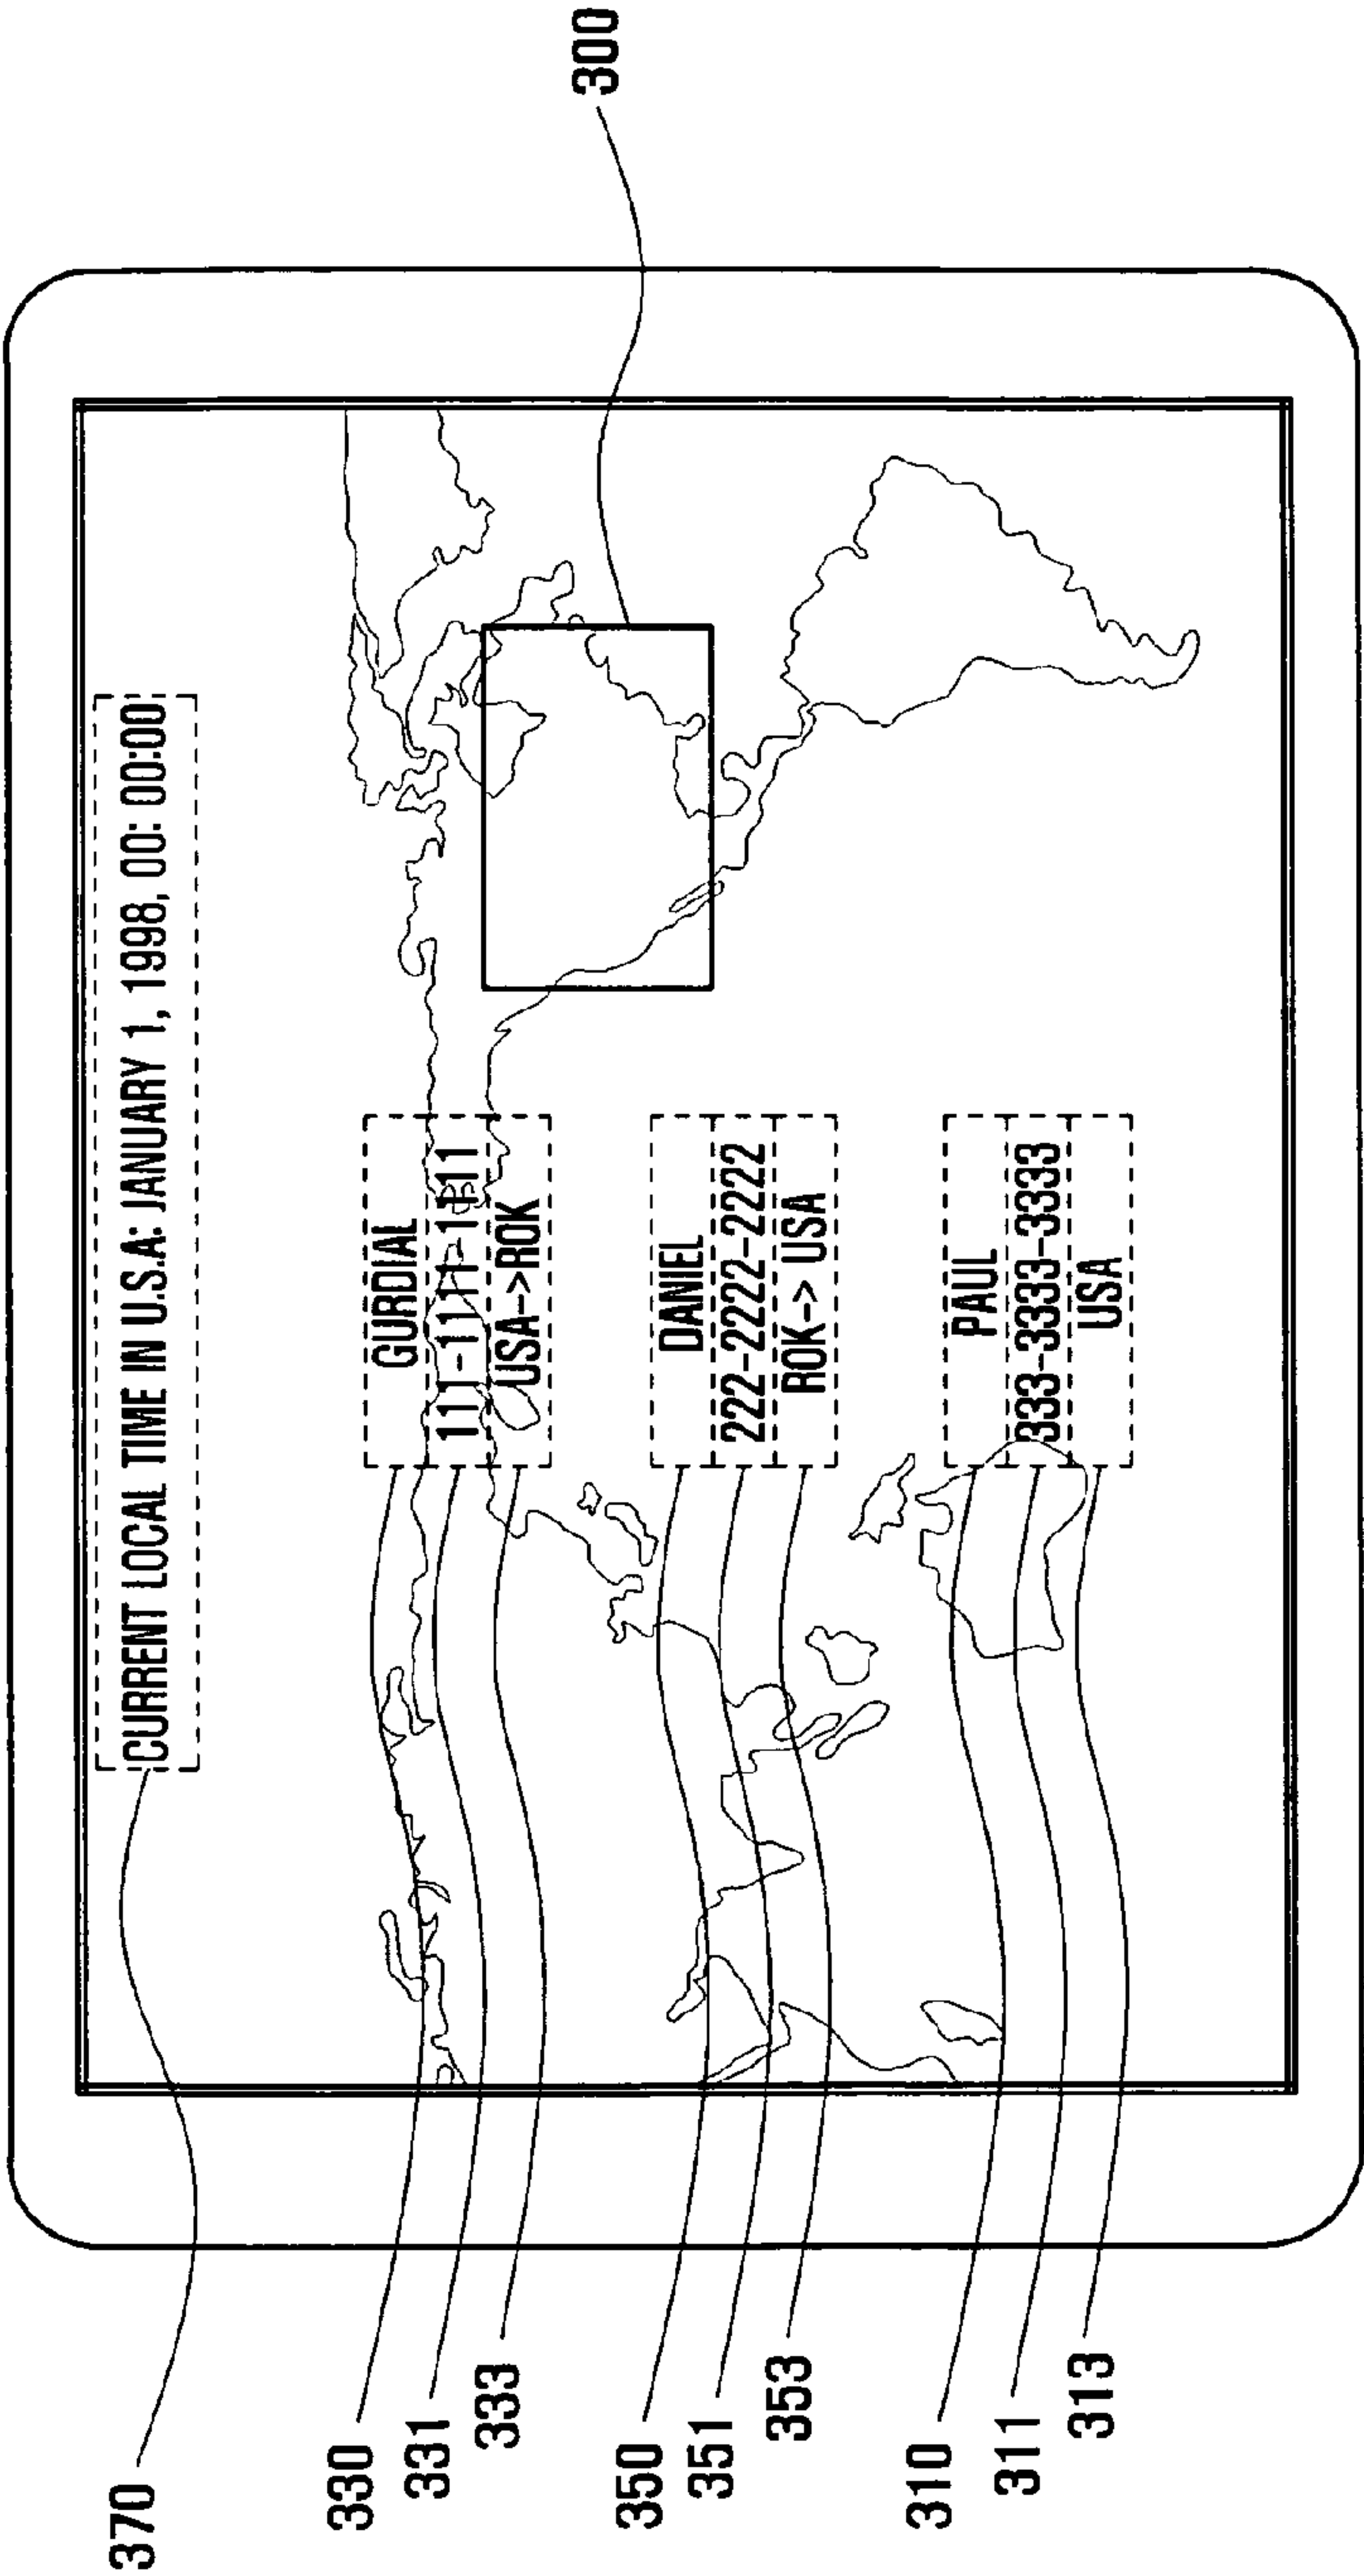 370
CURRENT LOCAL TIME IN U.S.A: JANUARY 1, 1998, 00: 00:00
300
330
GURDIAL
331
111-1111-1111
333
USA->ROK
350
DANIEL
351
222-2222-2222
353
ROK-> USA
310
PAUL
311
333-3333-3333
313
USA